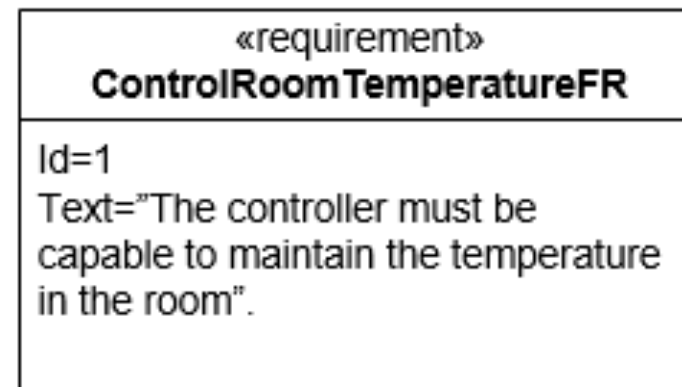 «requirement»
ControlRoomTemperatureFR
Id=1
Text=”The controller must be
capable to maintain the temperature
in the room”.